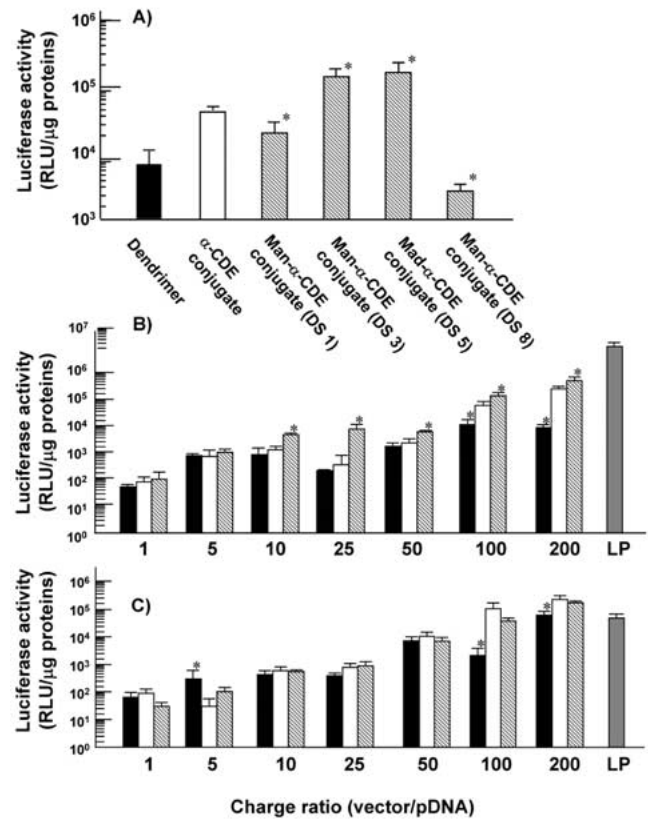 A)
Luciferase activity
(RLU/µg proteins)
10⁶
10⁵
10⁴
10³
*
*
*
*
Dendrimer
α-CDE
conjugate
Man-α-CDE
conjugate (DS 1)
Man-α-CDE
conjugate (DS 3)
Mad-α-CDE
conjugate (DS 5)
Man-α-CDE
conjugate (DS 8)
B)
Luciferase activity
(RLU/µg proteins)
10⁷
10⁶
10⁵
10⁴
10³
10²
10¹
10⁰
*
*
*
*
*
*
*
1
5
10
25
50
100
200
LP
C)
Luciferase activity
(RLU/µg proteins)
10⁶
10⁵
10⁴
10³
10²
10¹
10⁰
*
*
*
1
5
10
25
50
100
200
LP
Charge ratio (vector/pDNA)